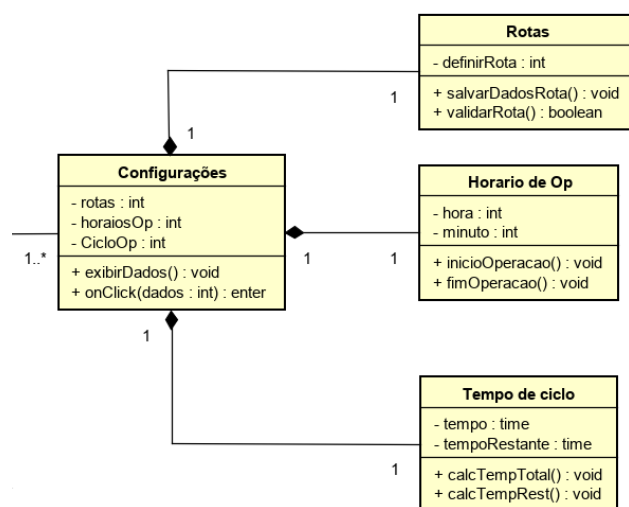 Rotas
- definirRota : int
+ salvarDadosRota() : void
+ validarRota() : boolean
1
1
Configurações
- rotas : int
- horaiosOp : int
- CicloOp : int
+ exibirDados() : void
+ onClick(dados : int) : enter
1..*
1
1
1
Horario de Op
- hora : int
- minuto : int
+ inicioOperacao() : void
+ fimOperacao() : void
Tempo de ciclo
- tempo : time
- tempoRestante : time
+ calcTempTotal() : void
+ calcTempRest() : void
1